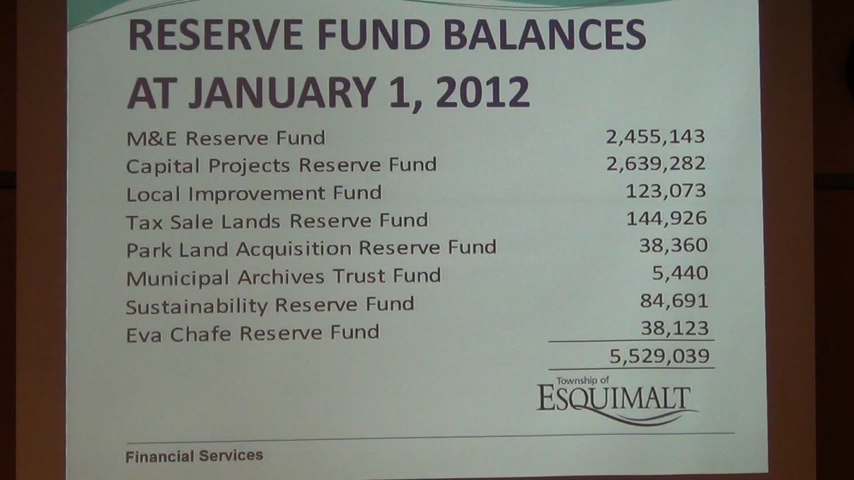 RESERVE FUND BALANCES
AT JANUARY 1, 2012
M&E Reserve Fund 2,455,143
Capital Projects Reserve Fund 2,639,282
Local Improvement Fund 123,073
Tax Sale Lands Reserve Fund 144,926
Park Land Acquisition Reserve Fund 38,360
Municipal Archives Trust Fund 5,440
Sustainability Reserve Fund 84,691
Eva Chafe Reserve Fund 38,123
5,529,039
Township of
ESQUIMALT
Financial Services